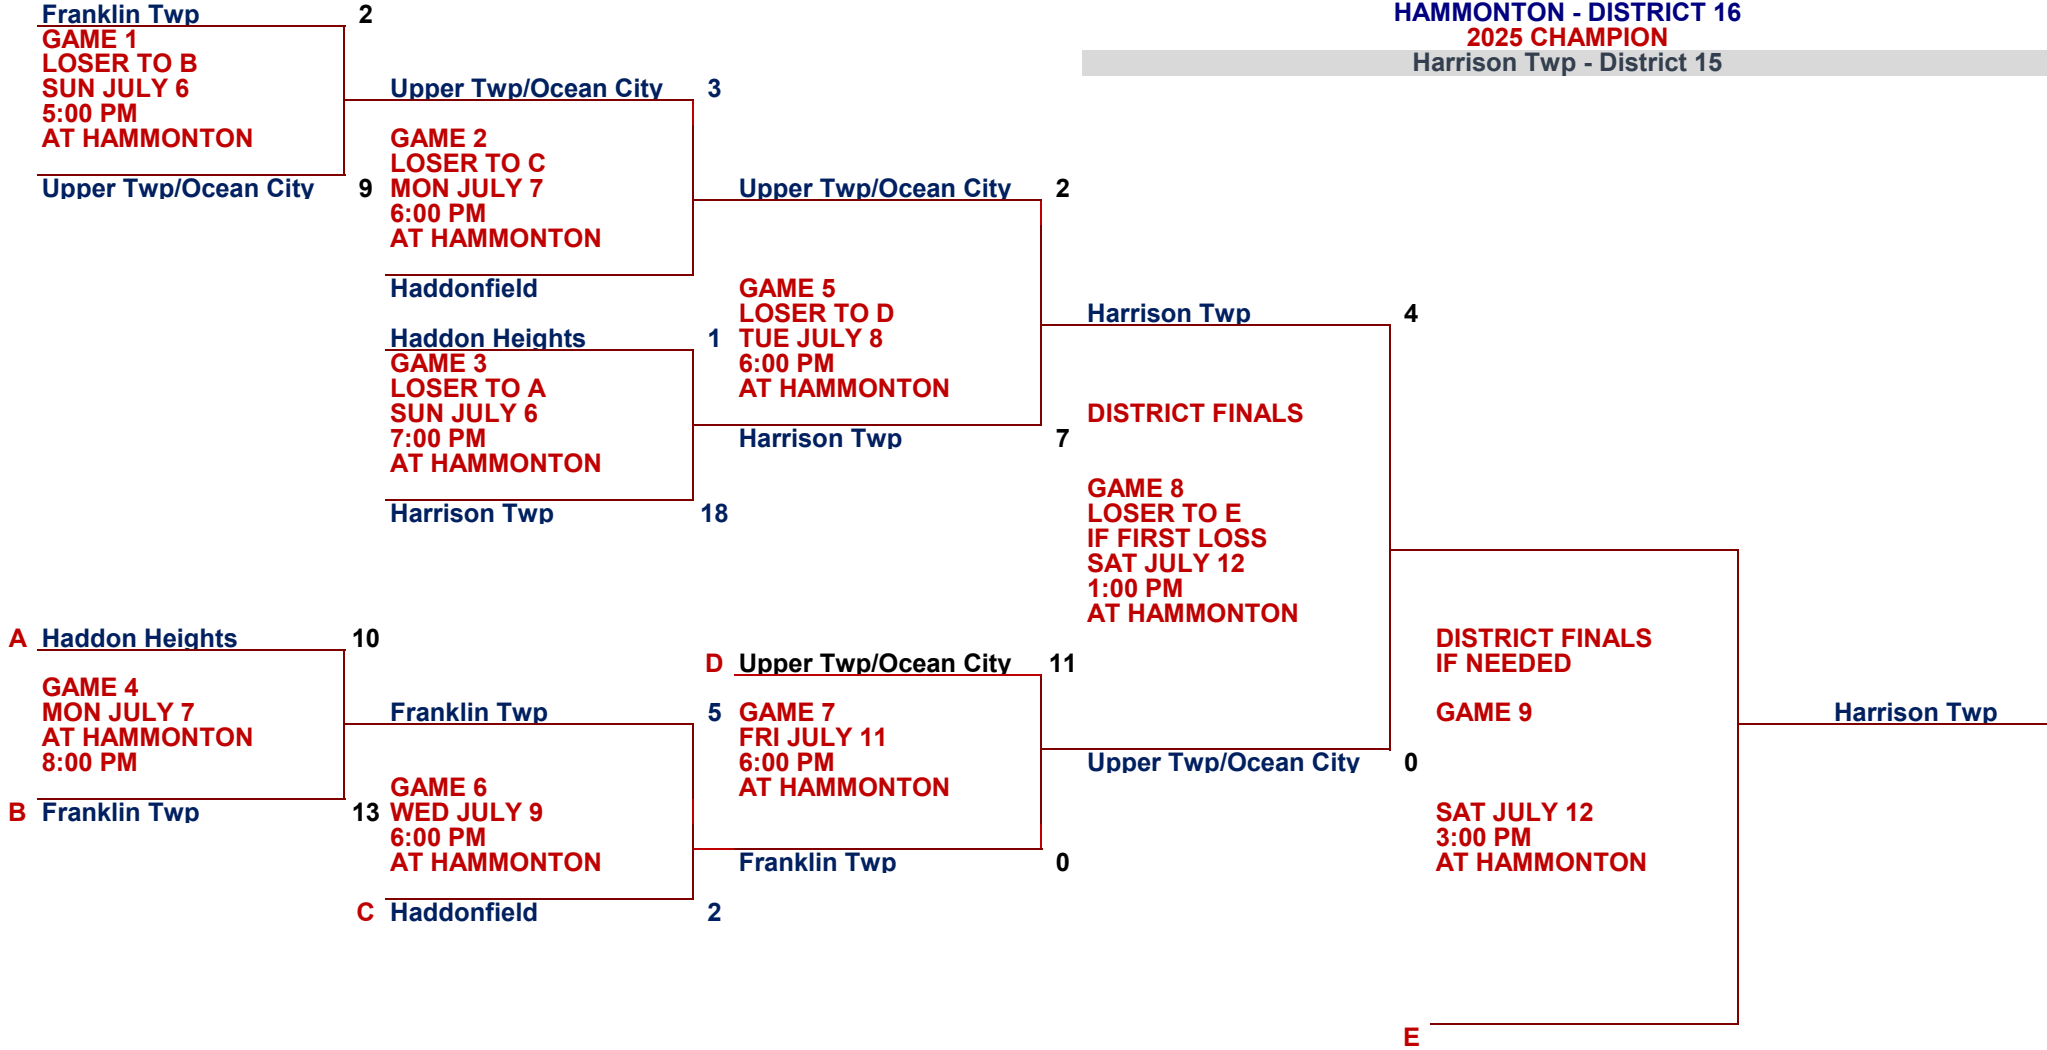 HAMMONTON - DISTRICT 16
2025 CHAMPION
Harrison Twp - District 15
Franklin Twp 2
GAME 1
LOSER TO B
SUN JULY 6
5:00 PM
AT HAMMONTON
Upper Twp/Ocean City 9
Upper Twp/Ocean City 3
GAME 2
LOSER TO C
MON JULY 7
6:00 PM
AT HAMMONTON
Haddonfield
Haddon Heights 1
GAME 3
LOSER TO A
SUN JULY 6
7:00 PM
AT HAMMONTON
Harrison Twp 18
Upper Twp/Ocean City 2
GAME 5
LOSER TO D
TUE JULY 8
6:00 PM
AT HAMMONTON
Harrison Twp 7
Harrison Twp 4
DISTRICT FINALS
GAME 8
LOSER TO E
IF FIRST LOSS
SAT JULY 12
1:00 PM
AT HAMMONTON
Upper Twp/Ocean City 0
A Haddon Heights 10
GAME 4
MON JULY 7
AT HAMMONTON
8:00 PM
B Franklin Twp 13
Franklin Twp 5
GAME 6
WED JULY 9
6:00 PM
AT HAMMONTON
C Haddonfield 2
D Upper Twp/Ocean City 11
GAME 7
FRI JULY 11
6:00 PM
AT HAMMONTON
Franklin Twp 0
DISTRICT FINALS
IF NEEDED
GAME 9
SAT JULY 12
3:00 PM
AT HAMMONTON
E
Harrison Twp